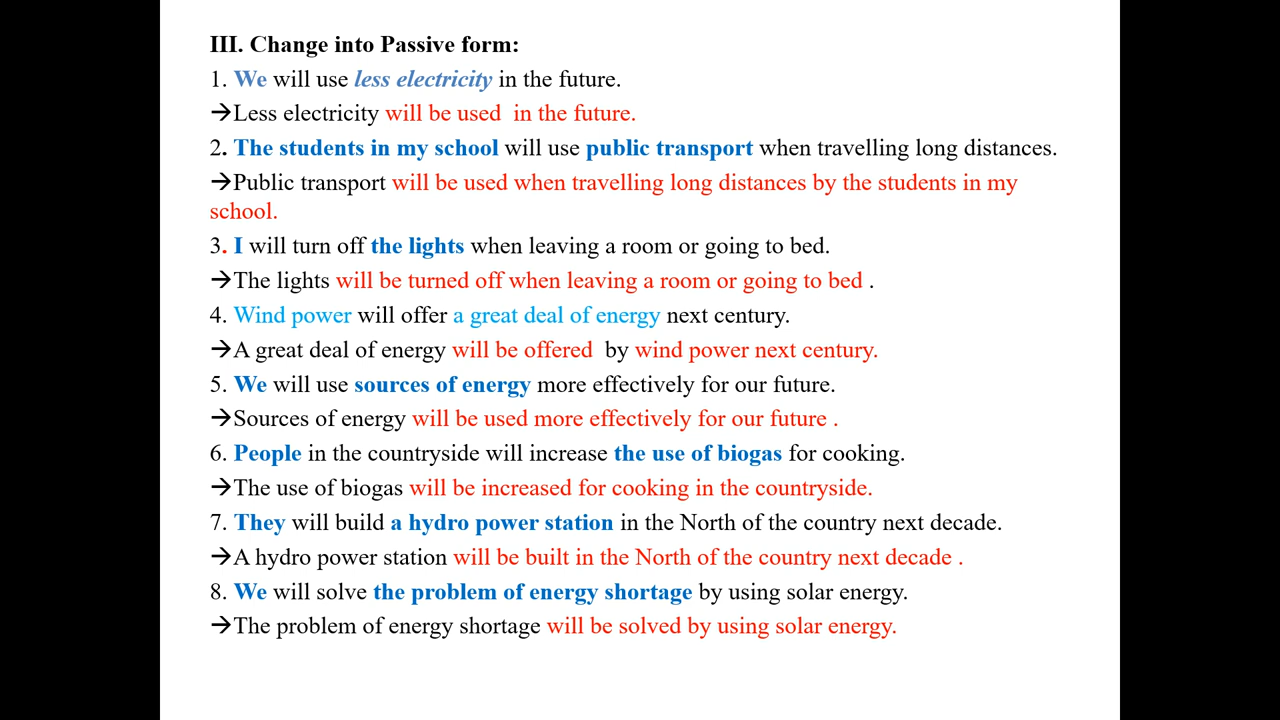 III. Change into Passive form:
1. We will use less electricity in the future.
→Less electricity will be used  in the future.
2. The students in my school will use public transport when travelling long distances.
→Public transport will be used when travelling long distances by the students in my
school.
3. I will turn off the lights when leaving a room or going to bed.
→The lights will be turned off when leaving a room or going to bed .
4. Wind power will offer a great deal of energy next century.
→A great deal of energy will be offered  by wind power next century.
5. We will use sources of energy more effectively for our future.
→Sources of energy will be used more effectively for our future .
6. People in the countryside will increase the use of biogas for cooking.
→The use of biogas will be increased for cooking in the countryside.
7. They will build a hydro power station in the North of the country next decade.
→A hydro power station will be built in the North of the country next decade .
8. We will solve the problem of energy shortage by using solar energy.
→The problem of energy shortage will be solved by using solar energy.